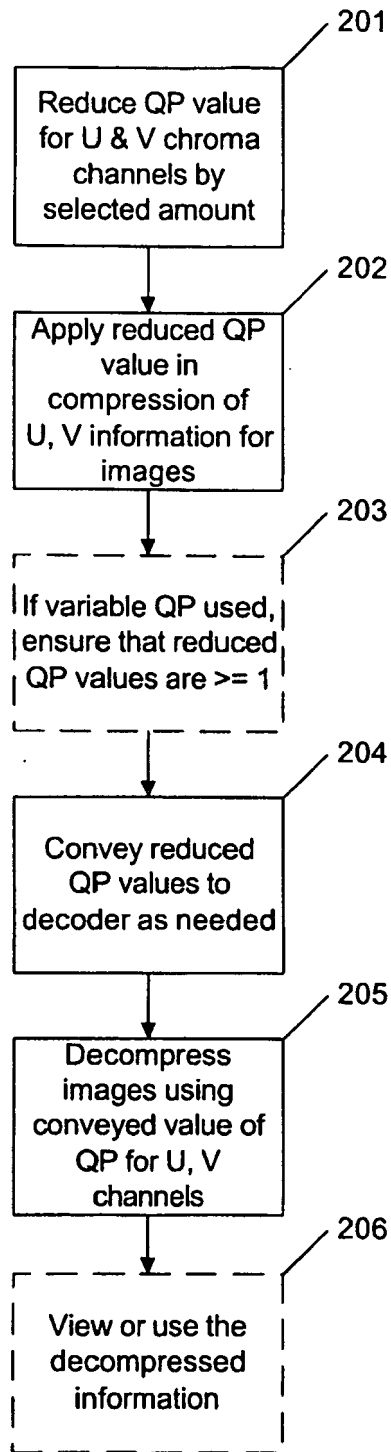 201
Reduce QP value
for U & V chroma
channels by
selected amount
202
Apply reduced QP
value in
compression of
U, V information for
images
203
If variable QP used,
ensure that reduced
QP values are >= 1
204
Convey reduced
QP values to
decoder as needed
205
Decompress
images using
conveyed value of
QP for U, V
channels
206
View or use the
decompressed
information